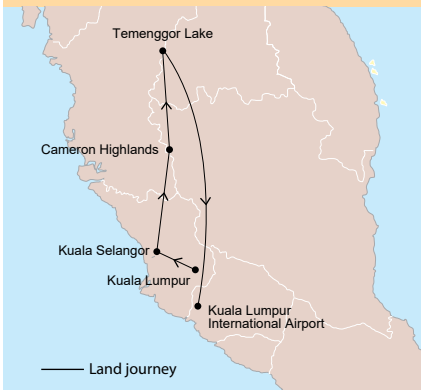 Temenggor Lake
Cameron Highlands
Kuala Selangor
Kuala Lumpur
Kuala Lumpur
International Airport
Land journey